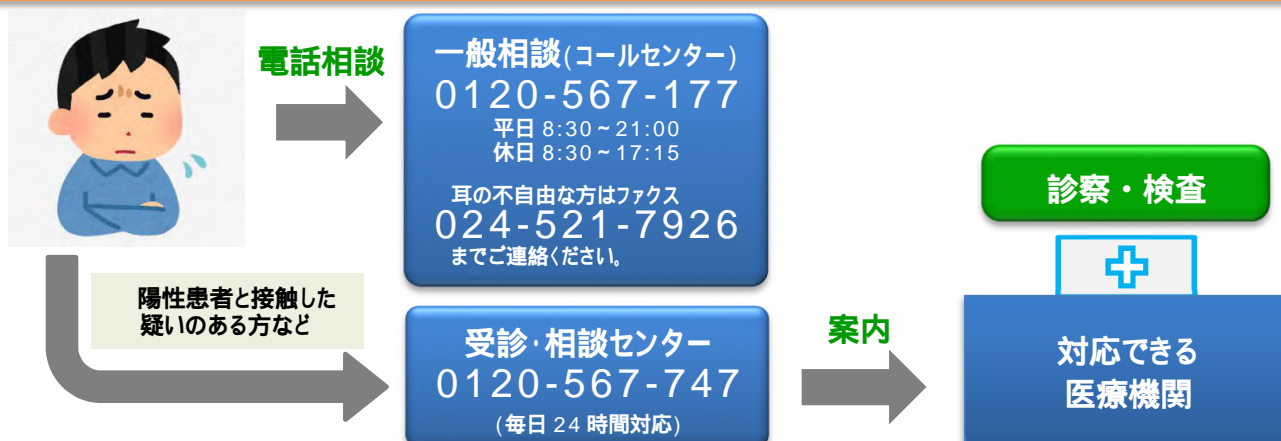 電話相談
一般相談(コールセンター)
0120-567-177
平日 8:30~21:00
休日 8:30~17:15
耳の不自由な方はファクス
024-521-7926
までご連絡ください。
陽性患者と接触した
疑いのある方など
受診・相談センター
0120-567-747
(毎日 24 時間対応)
案内
診察・検査
対応できる
医療機関